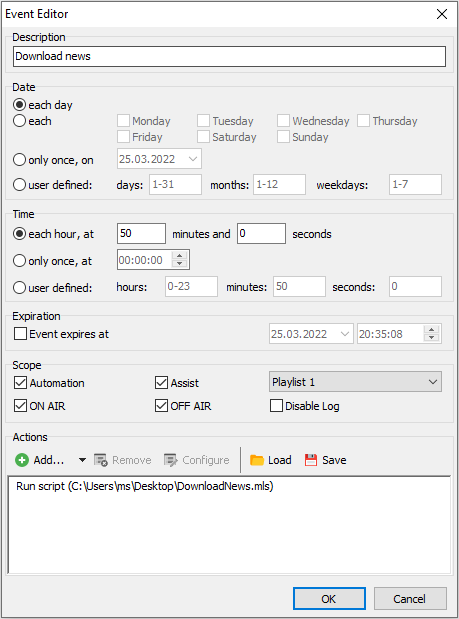 Event Editor
Description
Download news
Date
each day
each Monday Tuesday Wednesday Thursday
Friday Saturday Sunday
only once, on 25.03.2022
user defined: days: 1-31 months: 1-12 weekdays: 1-7
Time
each hour, at 50 minutes and 0 seconds
only once, at 00:00:00
user defined: hours: 0-23 minutes: 50 seconds: 0
Expiration
Event expires at 25.03.2022 20:35:08
Scope
Automation Assist Playlist 1
ON AIR OFF AIR Disable Log
Actions
Add... Remove Configure Load Save
Run script (C:\Users\ms\Desktop\DownloadNews.mls)
OK Cancel